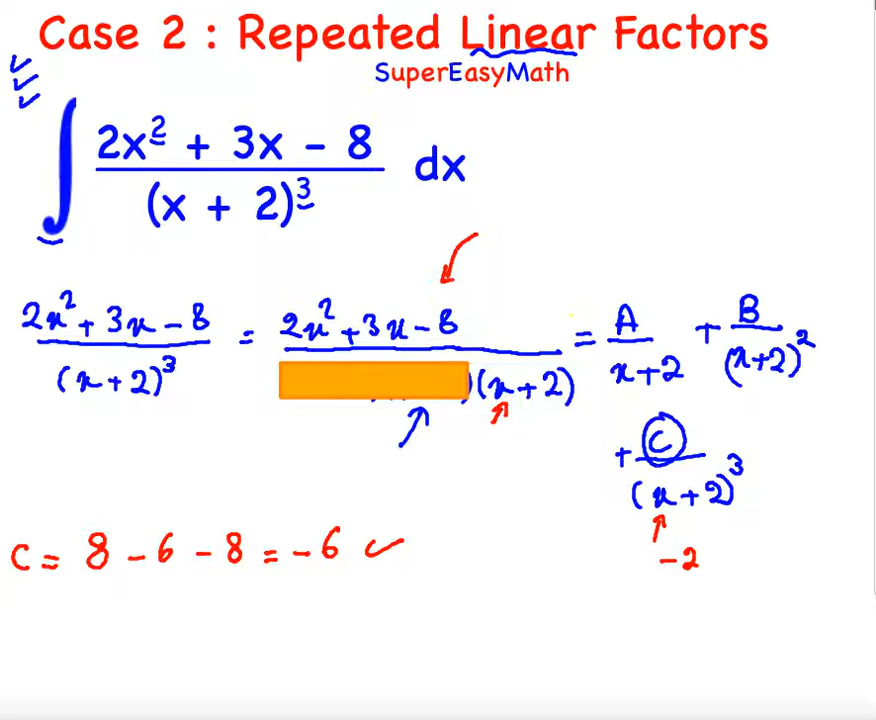 Case 2 : Repeated Linear Factors
SuperEasyMath
∫ (2x² + 3x - 8)/(x + 2)³ dx
(2x² + 3x - 8)/(x + 2)³ = (2x² + 3x - 8)/( )(x + 2) = A/(x+2) + B/(x+2)²
+ C/(x+2)³
-2
C = 8 - 6 - 8 = -6 ✓